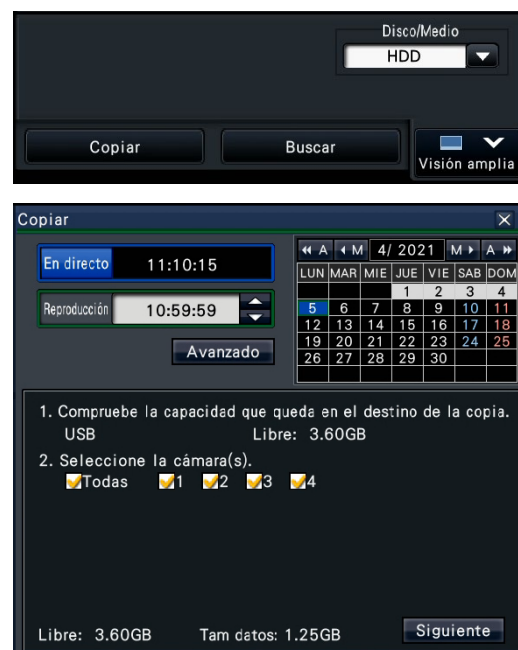 Disco/Medio
HDD
Copiar Buscar Visión amplia
Copiar
A M 4/ 2021 M A
En directo 11:10:15
LUN MAR MIE JUE VIE SAB DOM
1 2 3 4
Reproducción 10:59:59
5 6 7 8 9 10 11
12 13 14 15 16 17 18
Avanzado
19 20 21 22 23 24 25
26 27 28 29 30
1. Compruebe la capacidad que queda en el destino de la copia.
USB Libre: 3.60GB
2. Seleccione la cámara(s).
Todas 1 2 3 4
Libre: 3.60GB Tam datos: 1.25GB Siguiente